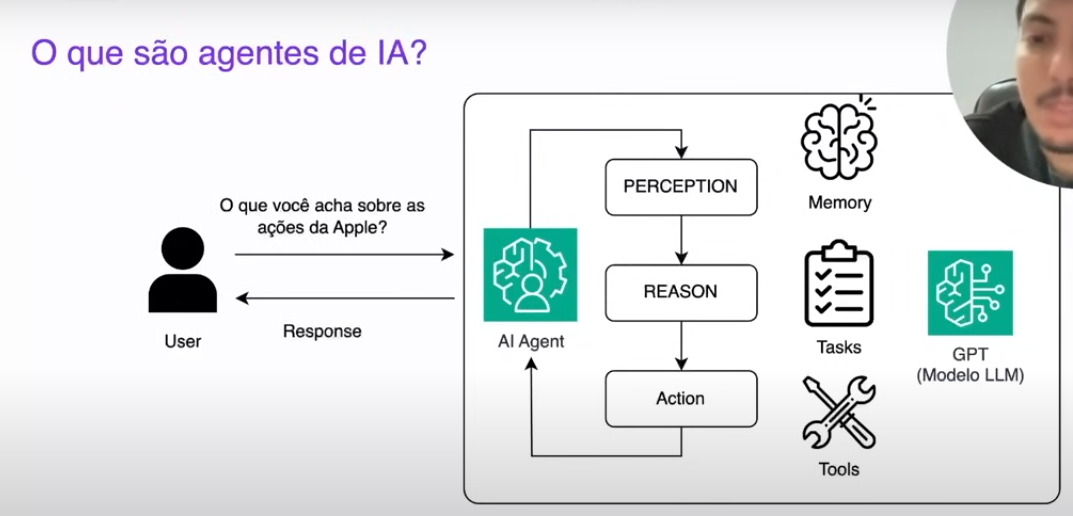 O que são agentes de IA?
O que você acha sobre as
ações da Apple?
User
Response
AI Agent
PERCEPTION
REASON
Action
Memory
Tasks
Tools
GPT
(Modelo LLM)